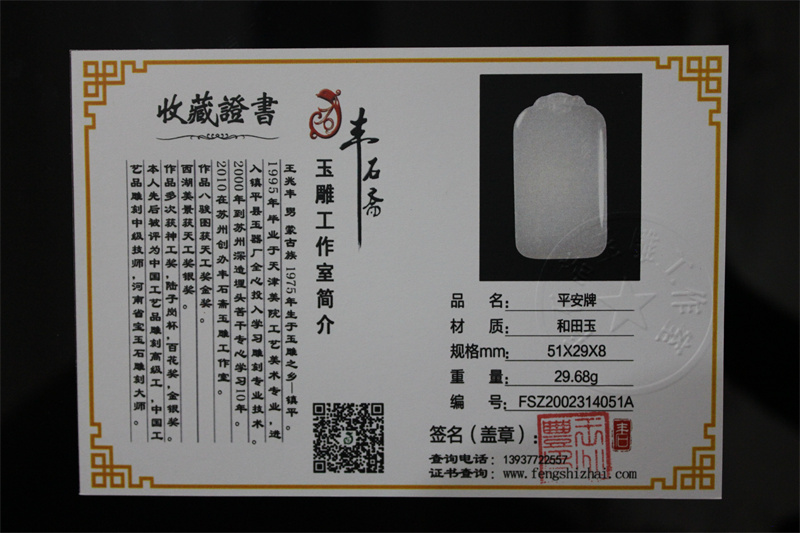 收藏證書
丰石斋
玉雕工作室简介
王兆丰 男 蒙古族 1975年生于玉雕之乡—镇平。
1995年毕业于天津美院工艺美术专业,进
入镇平县玉器厂全心投入学习雕刻专业技术。
2000年到苏州深造埋头苦干专心学习10年。
2010在苏州创办丰石斋玉雕工作室。
作品八骏图获天工奖金奖。
西湖美景获天工奖银奖。
作品多次获神工奖,陆子岗杯,百花奖,金银奖。
本人先后被评为中国工艺品雕刻高级工,中国工
艺品雕刻中级技师,河南省宝玉石雕刻大师。
品 名: 平安牌
材 质: 和田玉
规格mm: 51X29X8
重 量: 29.68g
编 号: FSZ2002314051A
签名(盖章):
查询电话: 13937722557
证书查询: www.fengshizhai.com